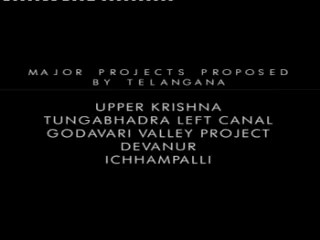 MAJOR PROJECTS PROPOSED
BY TELANGANA
UPPER KRISHNA
TUNGABHADRA LEFT CANAL
GODAVARI VALLEY PROJECT
DEVANUR
ICHHAMPALLI